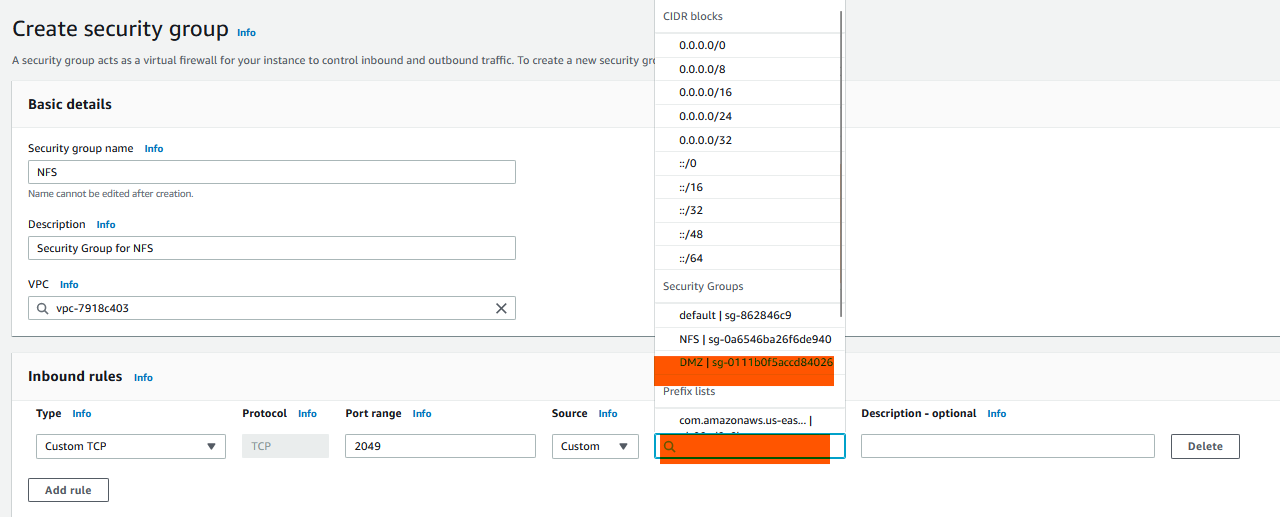 Create security group Info
A security group acts as a virtual firewall for your instance to control inbound and outbound traffic. To create a new security gro
Basic details
Security group name Info
NFS
Name cannot be edited after creation.
Description Info
Security Group for NFS
VPC Info
vpc-7918c403
CIDR blocks
0.0.0.0/0
0.0.0.0/8
0.0.0.0/16
0.0.0.0/24
0.0.0.0/32
::/0
::/16
::/32
::/48
::/64
Security Groups
default | sg-862846c9
NFS | sg-0a6546ba26f6de940
DMZ | sg-0111b0f5accd84026
Prefix lists
com.amazonaws.us-eas... |
Inbound rules Info
Type Info Protocol Info Port range Info Source Info Description - optional Info
Custom TCP TCP 2049 Custom Delete
Add rule